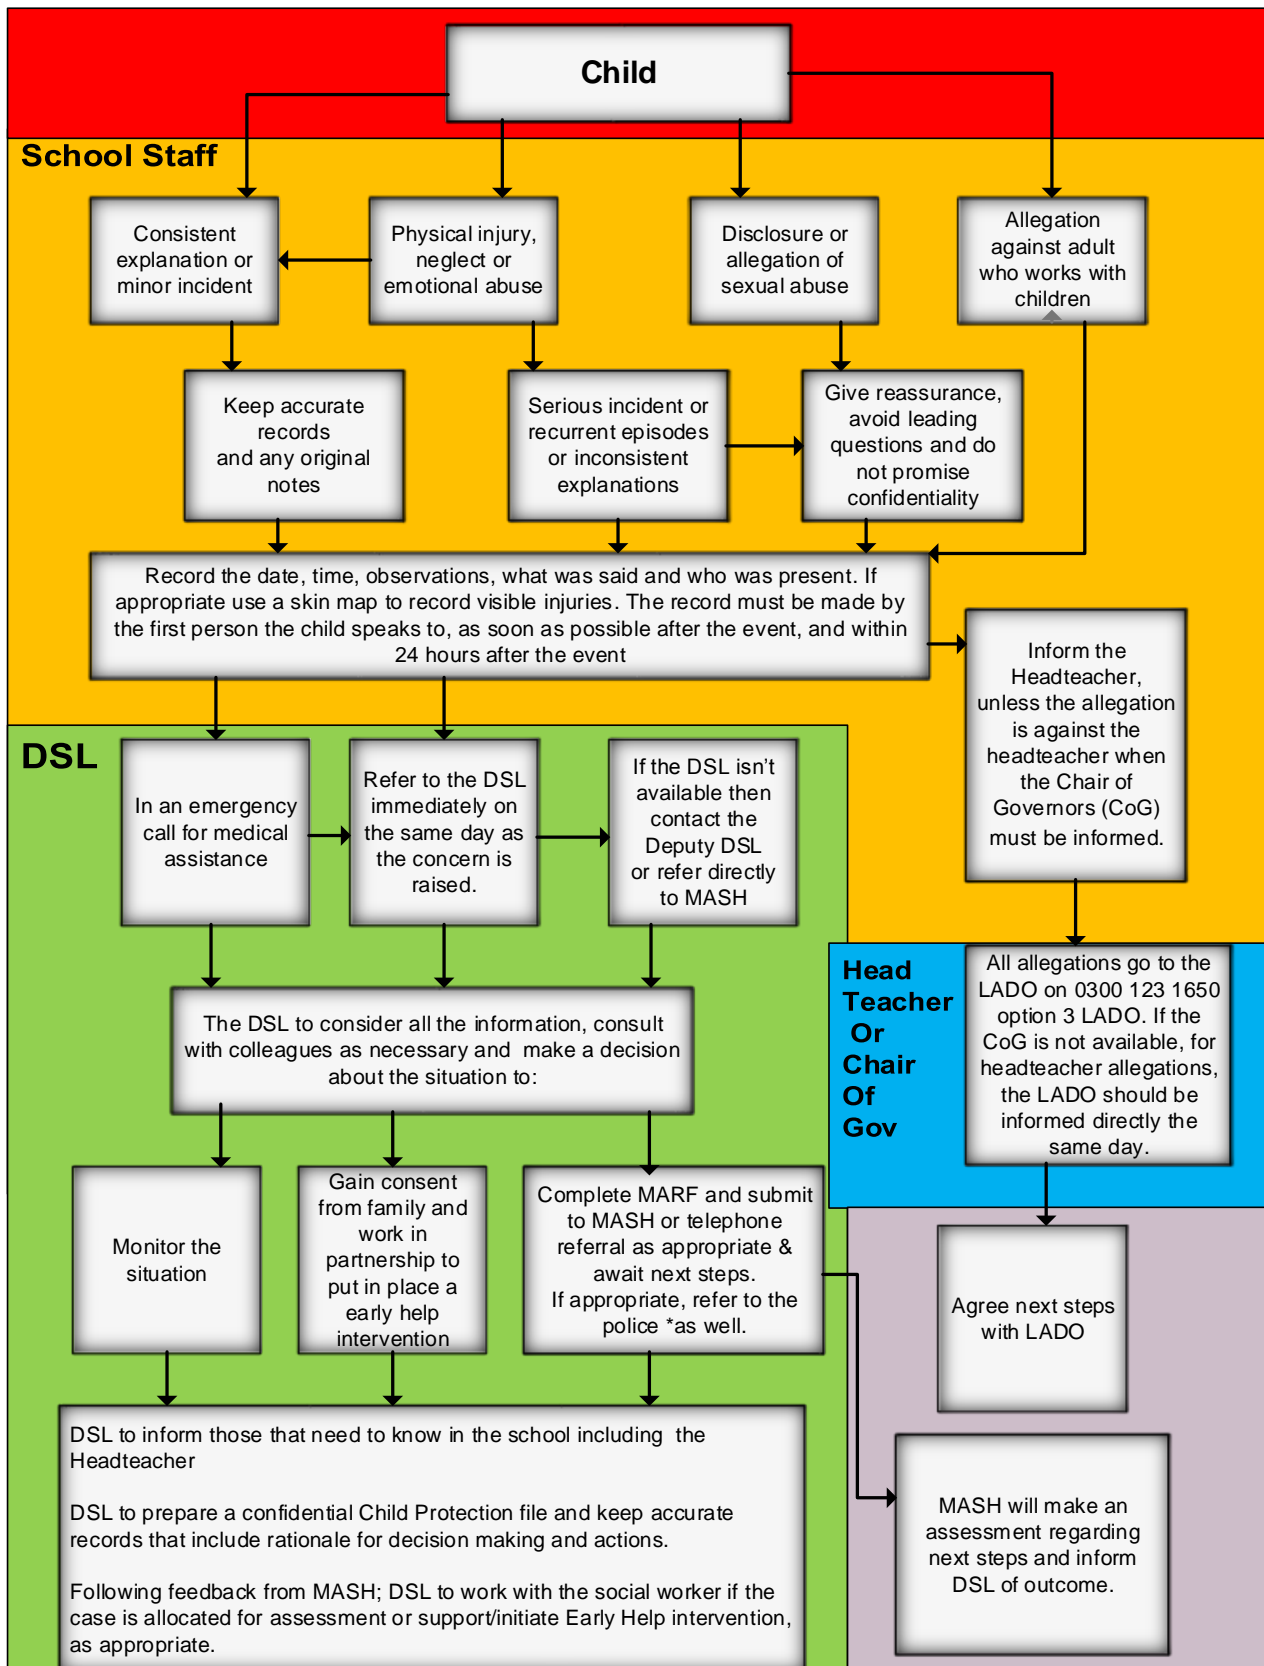 Child
School Staff
Consistent
explanation or
minor incident
Physical injury,
neglect or
emotional abuse
Disclosure or
allegation of
sexual abuse
Allegation
against adult
who works with
children
Keep accurate
records
and any original
notes
Serious incident or
recurrent episodes
or inconsistent
explanations
Give reassurance,
avoid leading
questions and do
not promise
confidentiality
Record the date, time, observations, what was said and who was present. If
appropriate use a skin map to record visible injuries. The record must be made by
the first person the child speaks to, as soon as possible after the event, and within
24 hours after the event
Inform the
Headteacher,
unless the allegation
is against the
headteacher when
the Chair of
Governors (CoG)
must be informed.
DSL
In an emergency
call for medical
assistance
Refer to the DSL
immediately on
the same day as
the concern is
raised.
If the DSL isn’t
available then
contact the
Deputy DSL
or refer directly
to MASH
Head
Teacher
Or
Chair
Of
Gov
All allegations go to the
LADO on 0300 123 1650
option 3 LADO. If the
CoG is not available, for
headteacher allegations,
the LADO should be
informed directly the
same day.
The DSL to consider all the information, consult
with colleagues as necessary and make a decision
about the situation to:
Monitor the
situation
Gain consent
from family and
work in
partnership to
put in place a
early help
intervention
Complete MARF and submit
to MASH or telephone
referral as appropriate &
await next steps.
If appropriate, refer to the
police *as well.
Agree next steps
with LADO
DSL to inform those that need to know in the school including the
Headteacher
DSL to prepare a confidential Child Protection file and keep accurate
records that include rationale for decision making and actions.
Following feedback from MASH; DSL to work with the social worker if the
case is allocated for assessment or support/initiate Early Help intervention,
as appropriate.
MASH will make an
assessment regarding
next steps and inform
DSL of outcome.